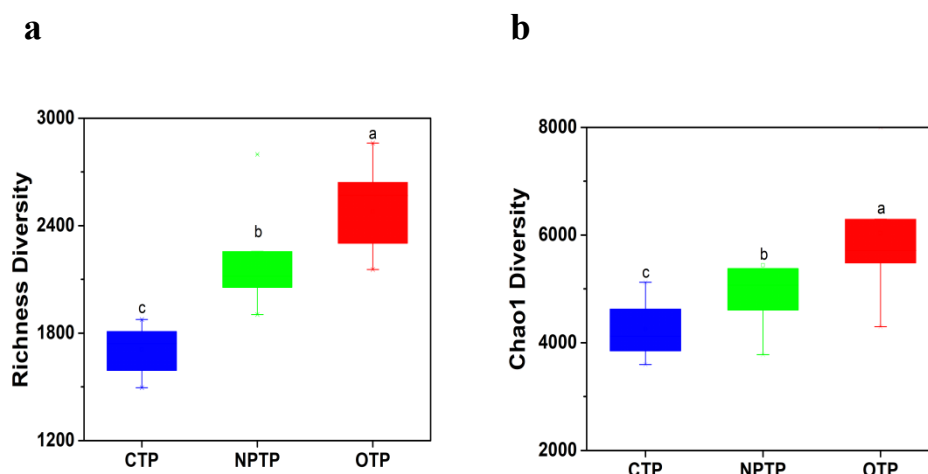 a
b
3000
2400
1800
1200
Richness Diversity
c
b
a
CTP
NPTP
OTP
8000
6000
4000
2000
Chao1 Diversity
c
b
a
CTP
NPTP
OTP